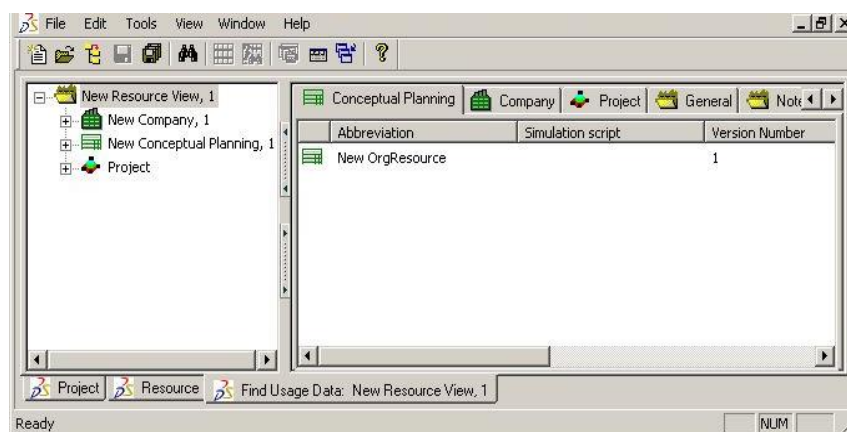 File Edit Tools View Window Help
New Resource View, 1
New Company, 1
New Conceptual Planning, 1
Project
Conceptual Planning Company Project General Note
Abbreviation Simulation script Version Number
New OrgResource 1
Project Resource Find Usage Data: New Resource View, 1
Ready NUM